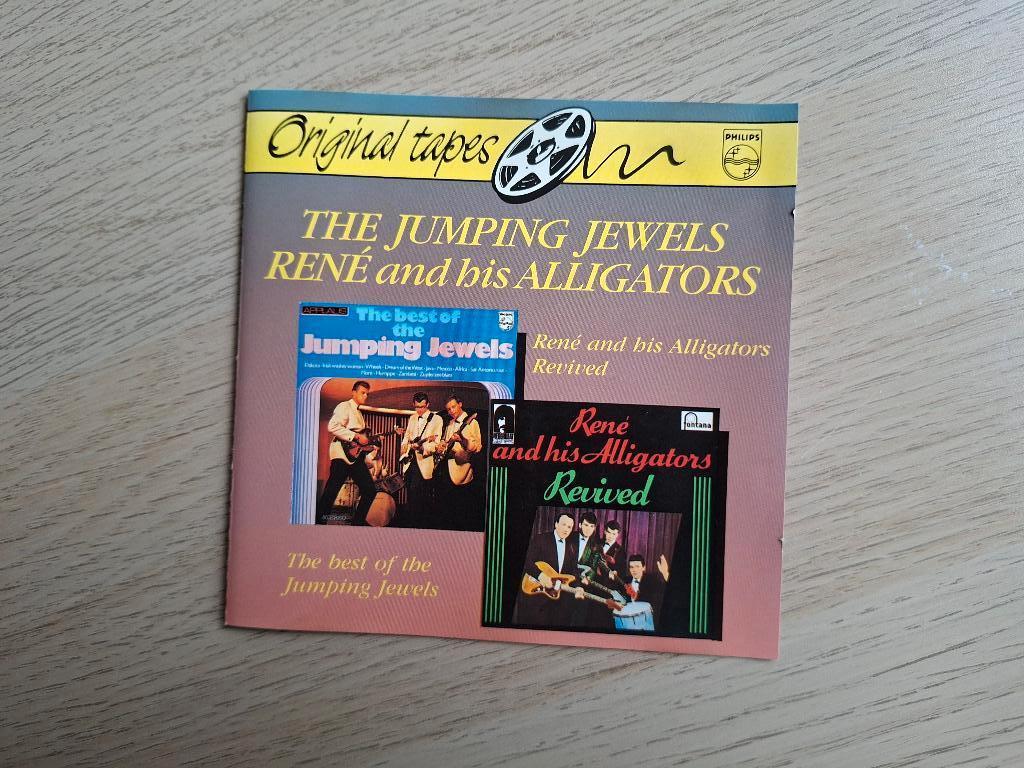 Original tapes
PHILIPS
THE JUMPING JEWELS
RENÉ and his ALLIGATORS
The best of
the
Jumping Jewels
René and his Alligators
Revived
fontana
René
and his Alligators
Revived
The best of the
Jumping Jewels